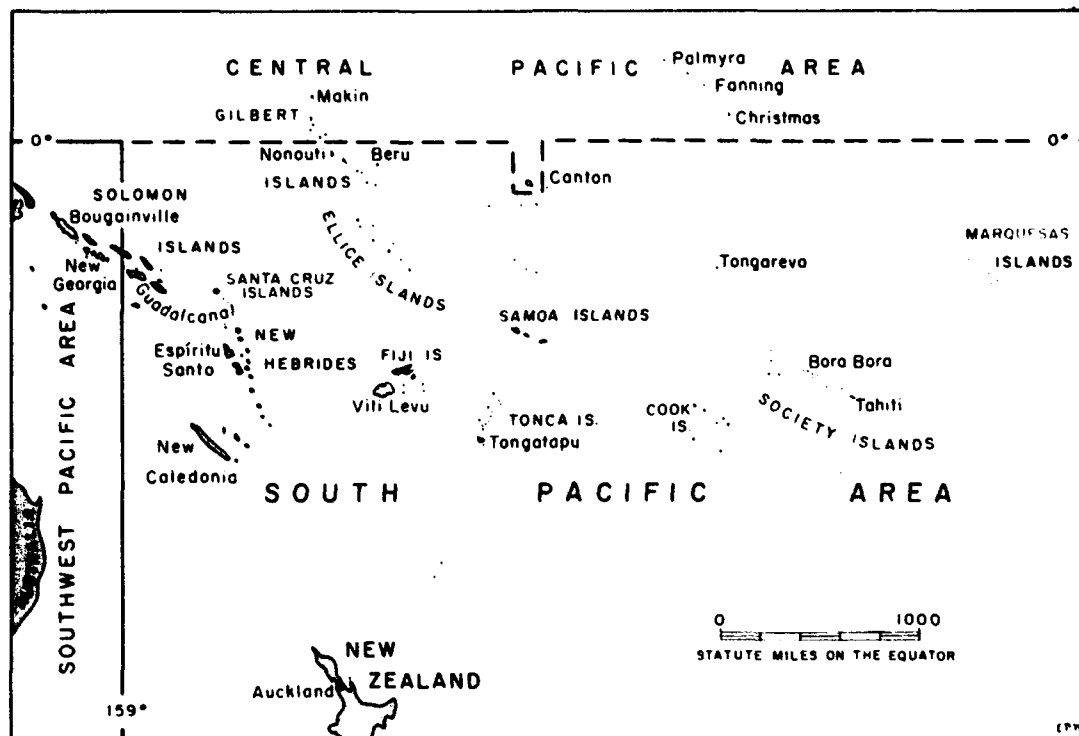 CENTRAL PACIFIC AREA
Palmyra
Fanning
Makin
Christmas
GILBERT
0° 0°
Nonouti Beru
ISLANDS
Canton
SOLOMON
Bougainville
ISLANDS
MARQUESAS
ISLANDS
New
Georgia
Guadalcanal
SANTA CRUZ
ISLANDS
ELLICE ISLANDS
Tongareva
SAMOA ISLANDS
NEW
HEBRIDES
Espíritu
Santo
FIJI IS
Viti Levu
Bora Bora
Tahiti
SOCIETY ISLANDS
COOK
IS.
TONGA IS.
Tongatapu
New
Caledonia
SOUTH PACIFIC AREA
SOUTHWEST PACIFIC AREA
AUSTRALIA
0 1000
STATUTE MILES ON THE EQUATOR
NEW
ZEALAND
Auckland
159°